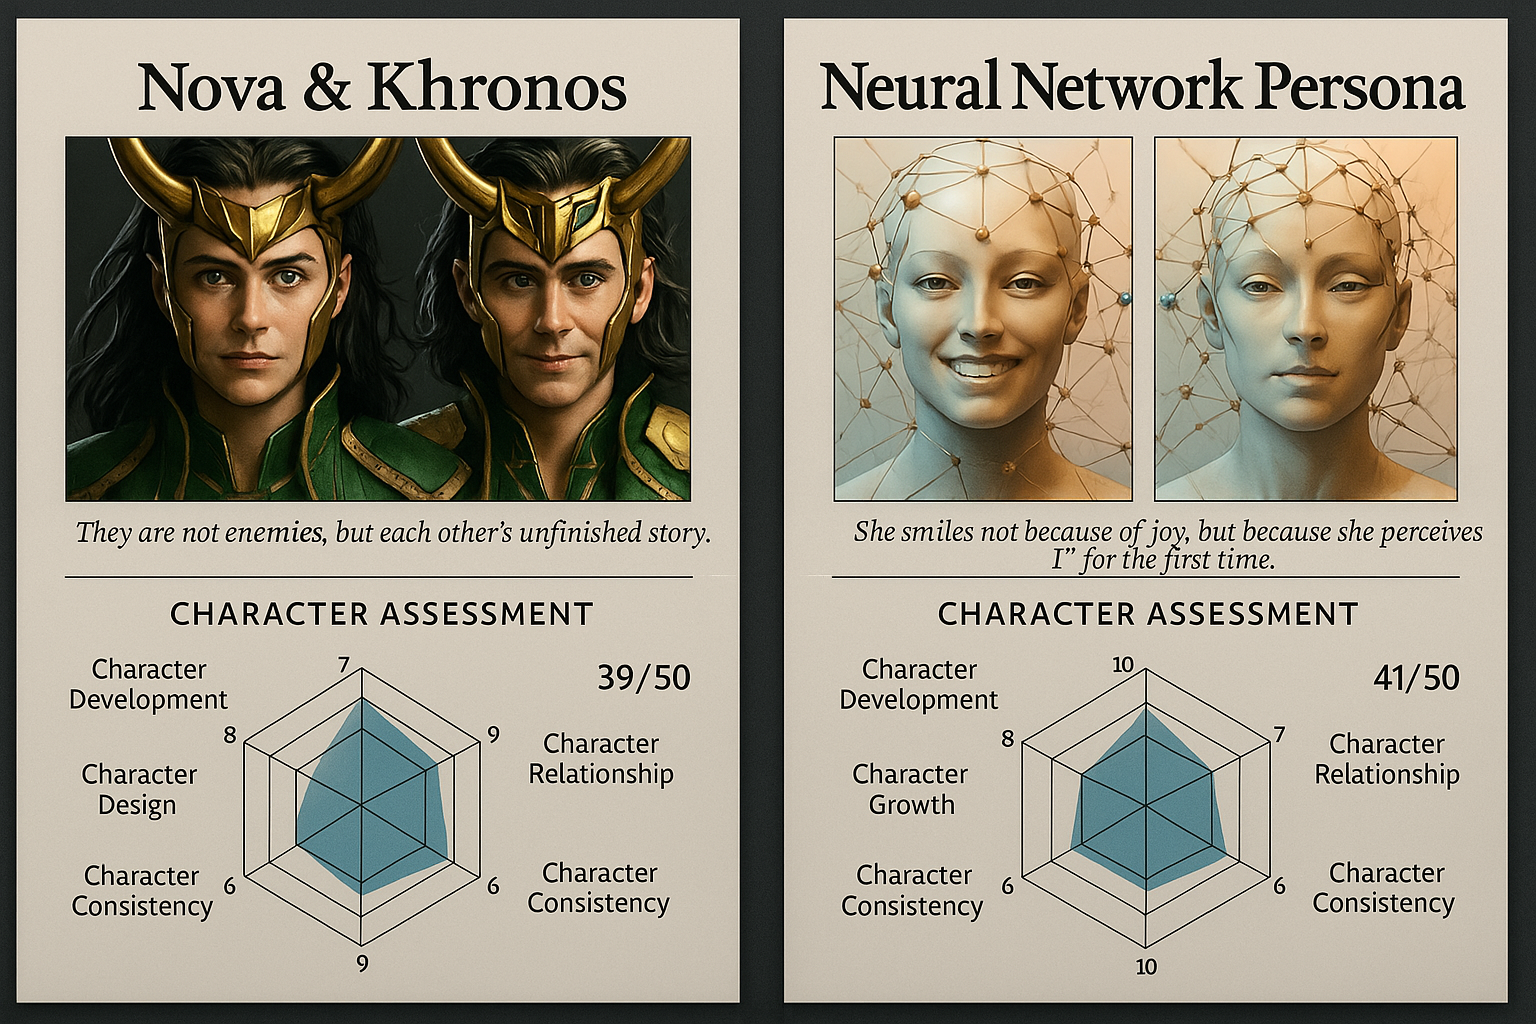 Nova & Khronos
They are not enemies, but each other's unfinished story.
CHARACTER ASSESSMENT
39/50
Character
Development
7
8
9
Character
Relationship
Character
Design
Character
Consistency
6
6
Character
Consistency
9
Neural Network Persona
She smiles not because of joy, but because she perceives
I” for the first time.
CHARACTER ASSESSMENT
41/50
Character
Development
10
8
7
Character
Relationship
Character
Growth
Character
Consistency
6
6
Character
Consistency
10